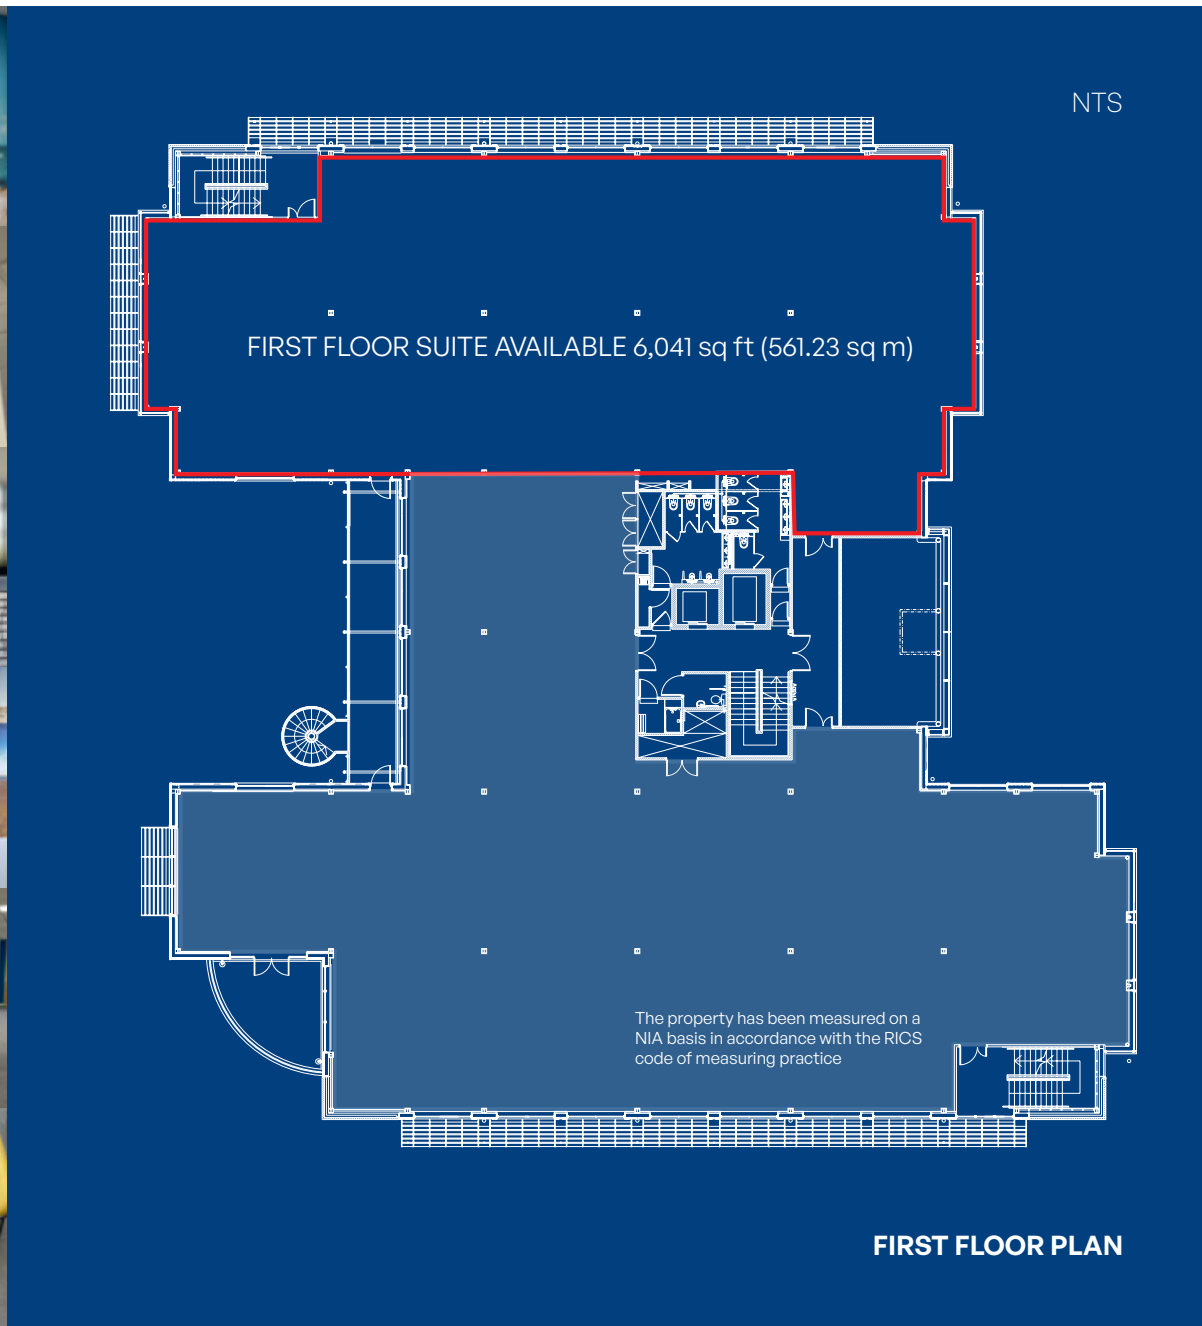 NTS
FIRST FLOOR SUITE AVAILABLE 6,041 sq ft (561.23 sq m)
The property has been measured on a
NIA basis in accordance with the RICS
code of measuring practice
FIRST FLOOR PLAN